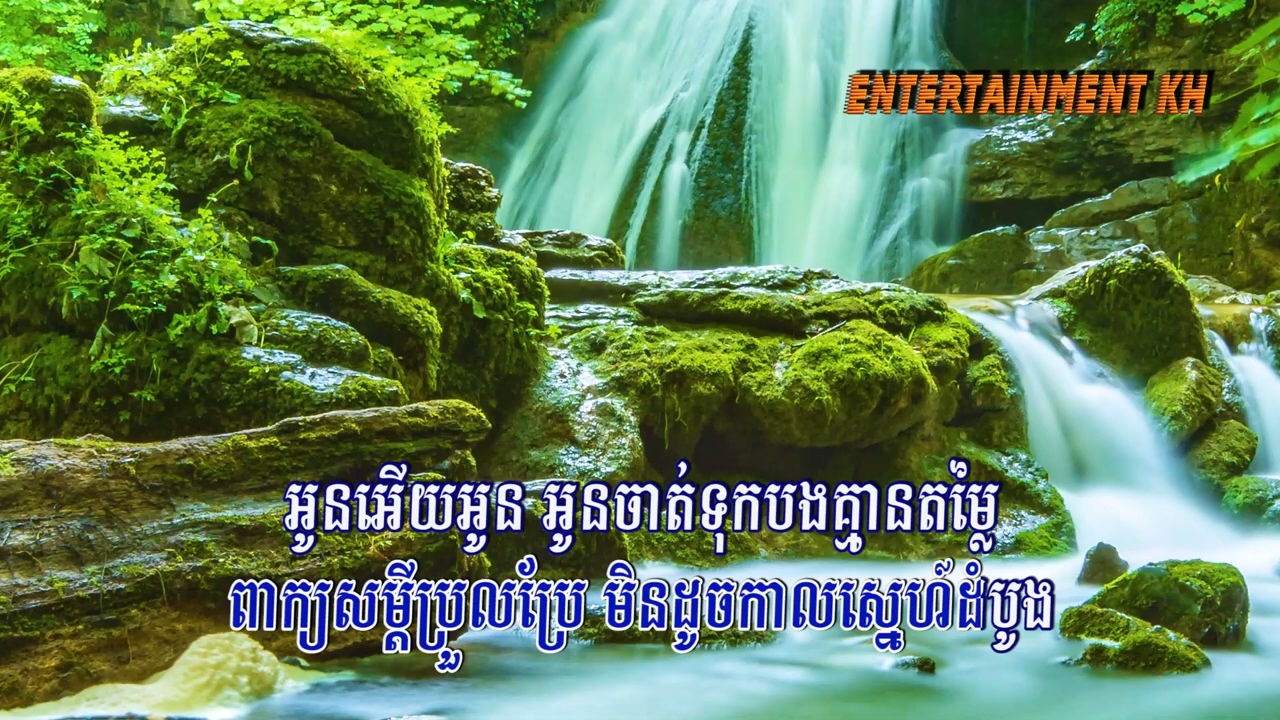 ENTERTAINMENT KH
អូនអើយអូន អូនចាត់ទុកបងគ្មានតម្លៃ
ពាក្យសម្ដីប្រួលប្រែ មិនដូចកាលស្នេហ៍ដំបូង